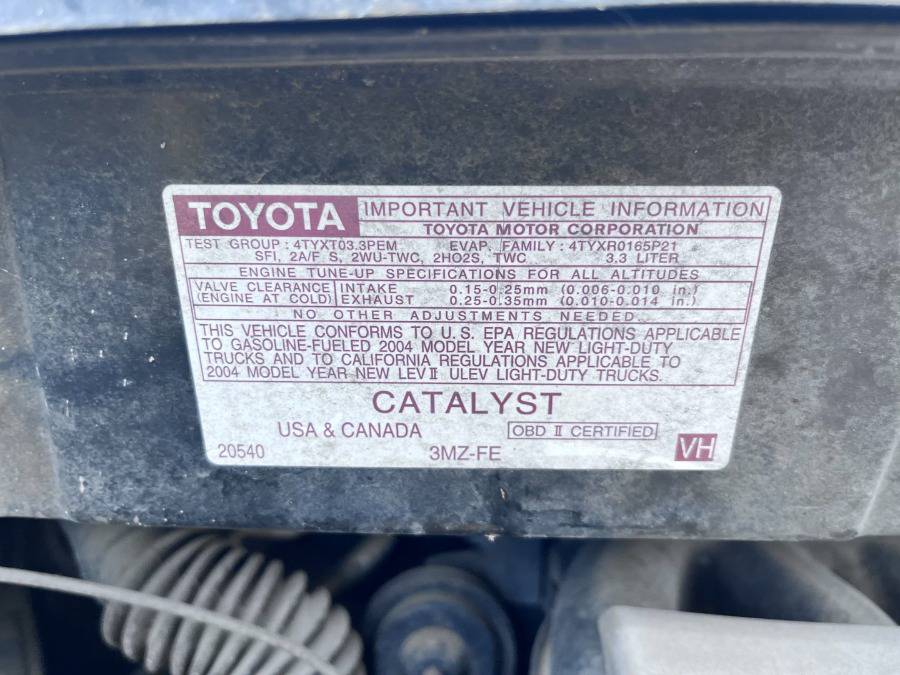 TOYOTA IMPORTANT VEHICLE INFORMATION
TOYOTA MOTOR CORPORATION
TEST GROUP : 4TYXT03.3PEM EVAP. FAMILY : 4TYXR0165P21
SFI, 2A/F S, 2WU-TWC, 2HO2S, TWC 3.3 LITER
ENGINE TUNE-UP SPECIFICATIONS FOR ALL ALTITUDES
VALVE CLEARANCE INTAKE 0.15-0.25mm (0.006-0.010 in.)
(ENGINE AT COLD) EXHAUST 0.25-0.35mm (0.010-0.014 in.)
NO OTHER ADJUSTMENTS NEEDED.
THIS VEHICLE CONFORMS TO U.S. EPA REGULATIONS APPLICABLE
TO GASOLINE-FUELED 2004 MODEL YEAR NEW LIGHT-DUTY
TRUCKS AND TO CALIFORNIA REGULATIONS APPLICABLE TO
2004 MODEL YEAR NEW LEV II ULEV LIGHT-DUTY TRUCKS.
CATALYST
USA & CANADA OBD II CERTIFIED
20540 3MZ-FE VH